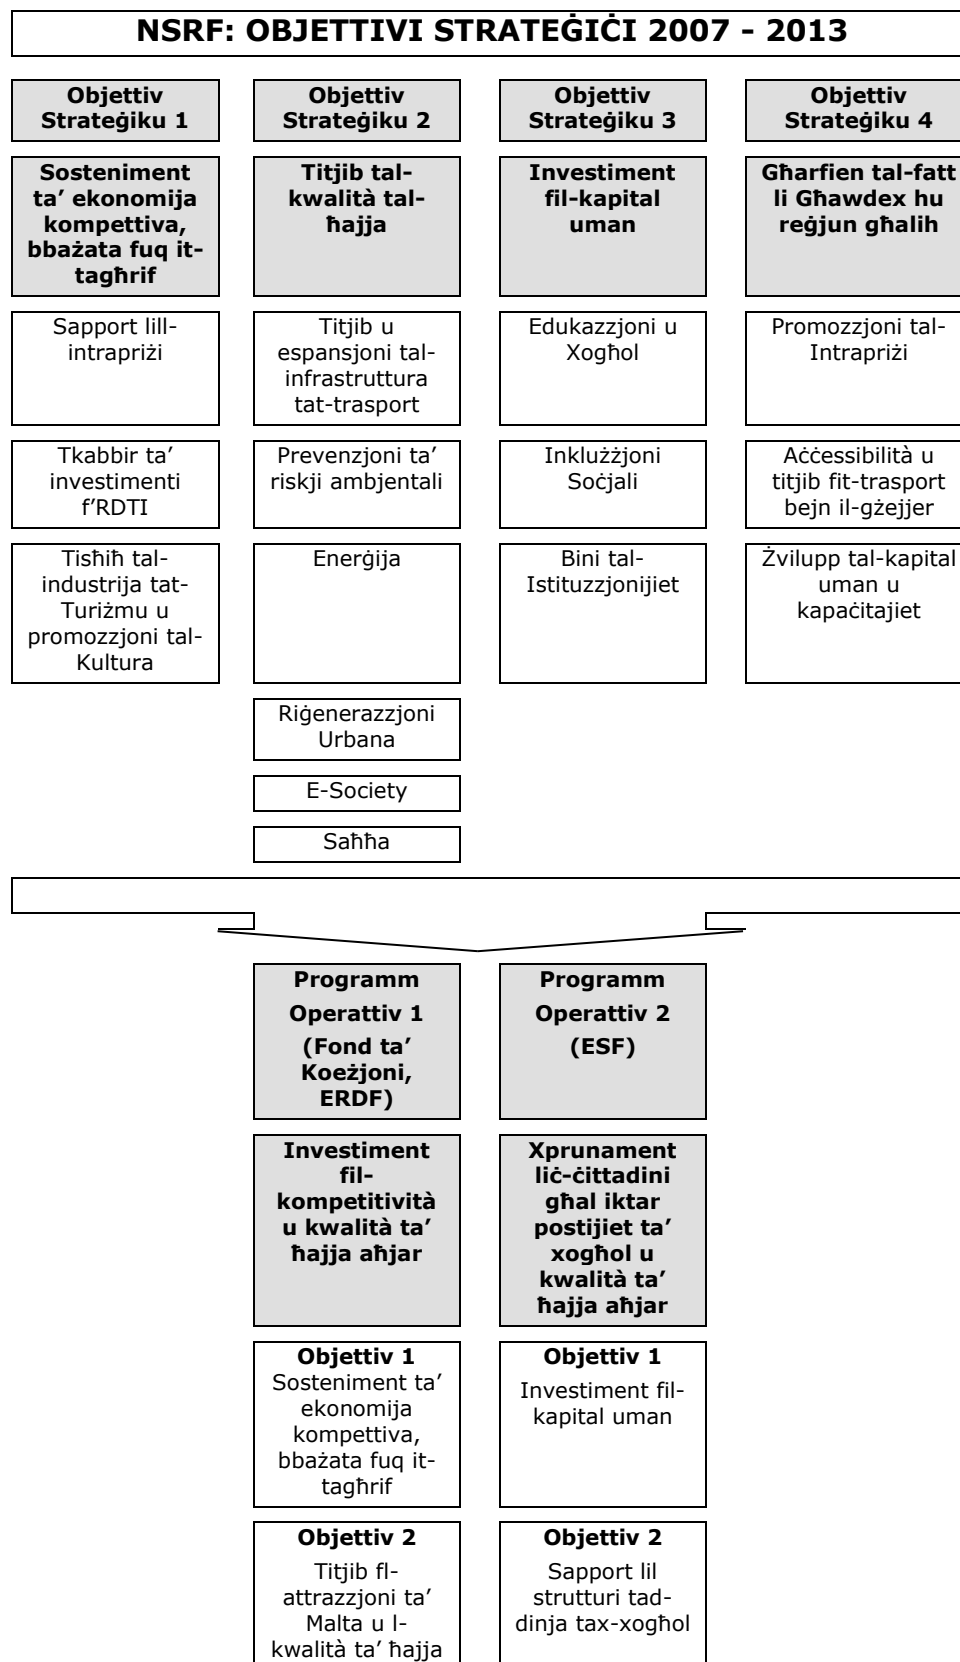 NSRF: OBJETTIVI STRATEĠIĊI 2007 - 2013
Objettiv
Strateġiku 1
Objettiv
Strateġiku 2
Objettiv
Strateġiku 3
Objettiv
Strateġiku 4
Sosteniment
ta’ ekonomija
kompettiva,
bbażata fuq it-
tagħrif
Titjib tal-
kwalità tal-
ħajja
Investiment
fil-kapital
uman
Għarfien tal-fatt
li Għawdex hu
reġjun għalih
Sapport lill-
intrapriżi
Titjib u
espansjoni tal-
infrastruttura
tat-trasport
Edukazzjoni u
Xogħol
Promozzjoni tal-
Intrapriżi
Tkabbir ta’
investimenti
f’RDTI
Prevenzjoni ta’
riskji ambjentali
Inklużżjoni
Soċjali
Aċċessibilità u
titjib fit-trasport
bejn il-gżejjer
Tisħiħ tal-
industrija tat-
Turiżmu u
promozzjoni tal-
Kultura
Enerġija
Bini tal-
Istituzzjonijiet
Żvilupp tal-kapital
uman u
kapaċitajiet
Riġenerazzjoni
Urbana
E-Society
Saħħa
Programm
Operattiv 1
(Fond ta’
Koeżjoni,
ERDF)
Programm
Operattiv 2
(ESF)
Investiment
fil-
kompetitività
u kwalità ta’
ħajja aħjar
Xprunament
liċ-ċittadini
għal iktar
postijiet ta’
xogħol u
kwalità ta’
ħajja aħjar
Objettiv 1
Sosteniment ta’
ekonomija
kompettiva,
bbażata fuq it-
tagħrif
Objettiv 1
Investiment fil-
kapital uman
Objettiv 2
Titjib fl-
attrazzjoni ta’
Malta u l-
kwalità ta’ ħajja
Objettiv 2
Sapport lil
strutturi tad-
dinja tax-xogħol